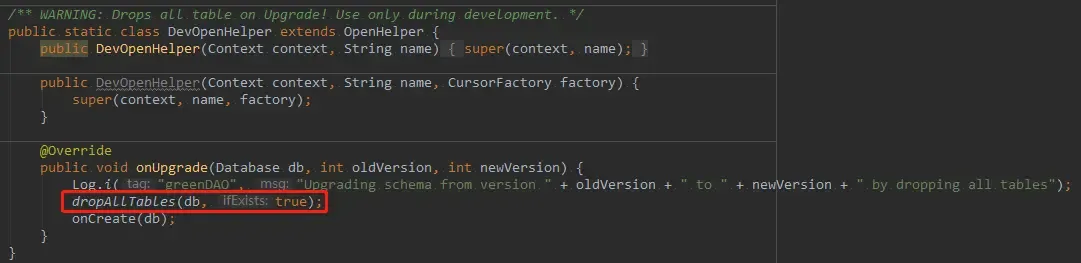 /** WARNING: Drops all table on Upgrade! Use only during development. */
public static class DevOpenHelper extends OpenHelper {
public DevOpenHelper(Context context, String name) { super(context, name); }
public DevOpenHelper(Context context, String name, CursorFactory factory) {
super(context, name, factory);
}
@Override
public void onUpgrade(Database db, int oldVersion, int newVersion) {
Log.i( tag: "greenDAO", msg: "Upgrading schema from version " + oldVersion + " to " + newVersion + " by dropping all tables");
dropAllTables(db, ifExists: true);
onCreate(db);
}
}